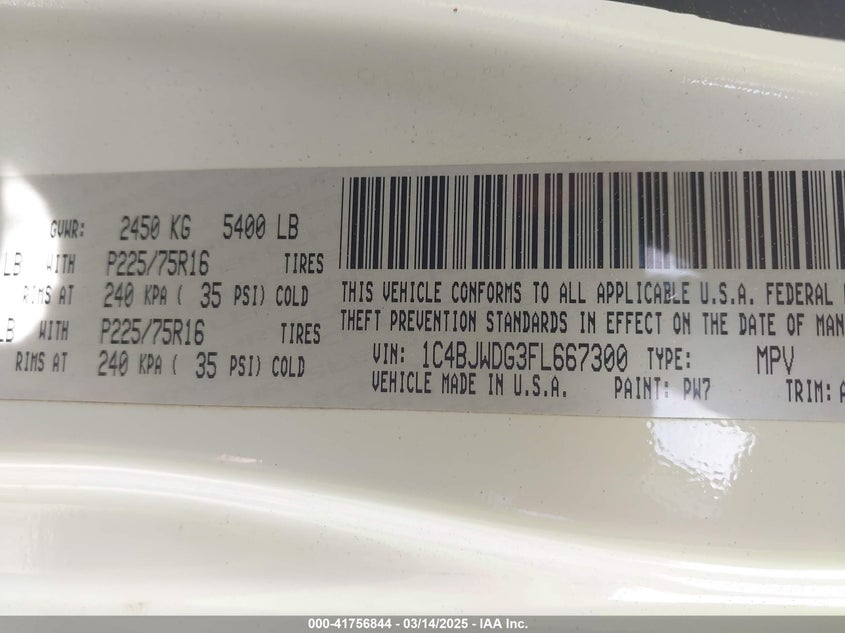 GVWR: 2450 KG 5400 LB
LB WITH P225/75R16 TIRES
RIMS AT 240 KPA ( 35 PSI) COLD
LB WITH P225/75R16 TIRES
RIMS AT 240 KPA ( 35 PSI) COLD
THIS VEHICLE CONFORMS TO ALL APPLICABLE U.S.A. FEDERAL
THEFT PREVENTION STANDARDS IN EFFECT ON THE DATE OF MAN
VIN: 1C4BJWDG3FL667300 TYPE: MPV
VEHICLE MADE IN U.S.A. PAINT: PW7 TRIM: A
000-41756844 — 03/14/2025 - IAA Inc.